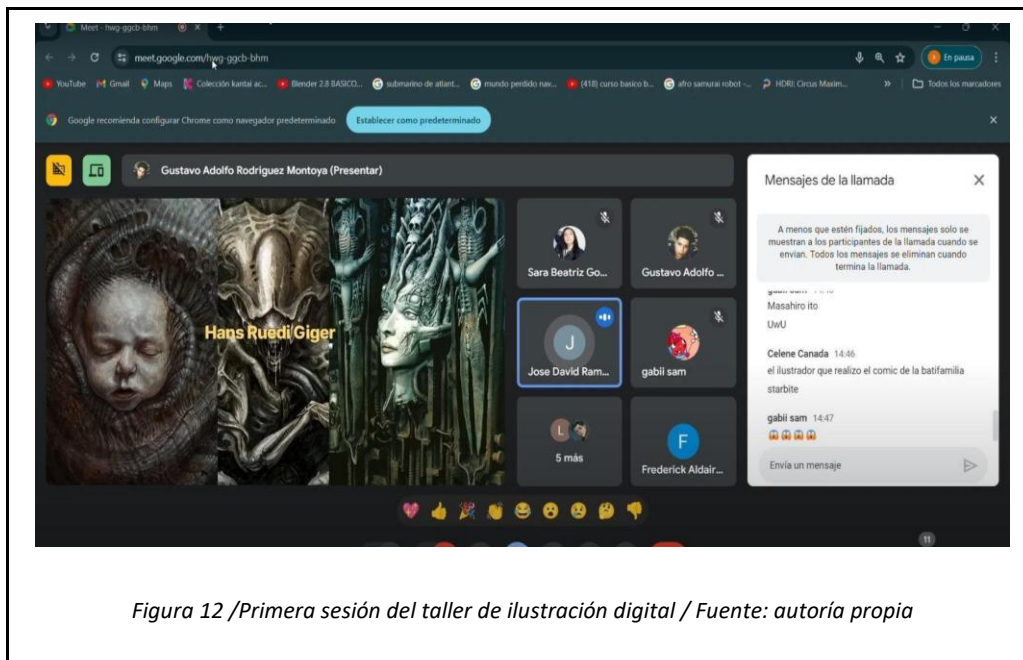 Meet - hwg-ggcb-bhm
meet.google.com/hwg-ggcb-bhm
En pausa
YouTube Gmail Maps Colección kantai ac... Blender 2.8 BASICO... submarino de atlant... mundo perdido nav... (418) curso basico b... afro samurai robot -... HDRI: Circus Maxim... » Todos los marcadores
Google recomienda configurar Chrome como navegador predeterminado Establecer como predeterminado
Gustavo Adolfo Rodriguez Montoya (Presentar)
Hans Ruedi Giger
Sara Beatriz Go...
Gustavo Adolfo ...
J
Jose David Ram...
gabii sam
L
5 más
F
Frederick Aldair...
Mensajes de la llamada
A menos que estén fijados, los mensajes solo se
muestran a los participantes de la llamada cuando se
envían. Todos los mensajes se eliminan cuando
termina la llamada.
Masahiro ito
UwU
Celene Canada 14:46
el ilustrador que realizo el comic de la batifamilia
starbite
gabii sam 14:47
Envía un mensaje
11
Figura 12 /Primera sesión del taller de ilustración digital / Fuente: autoría propia